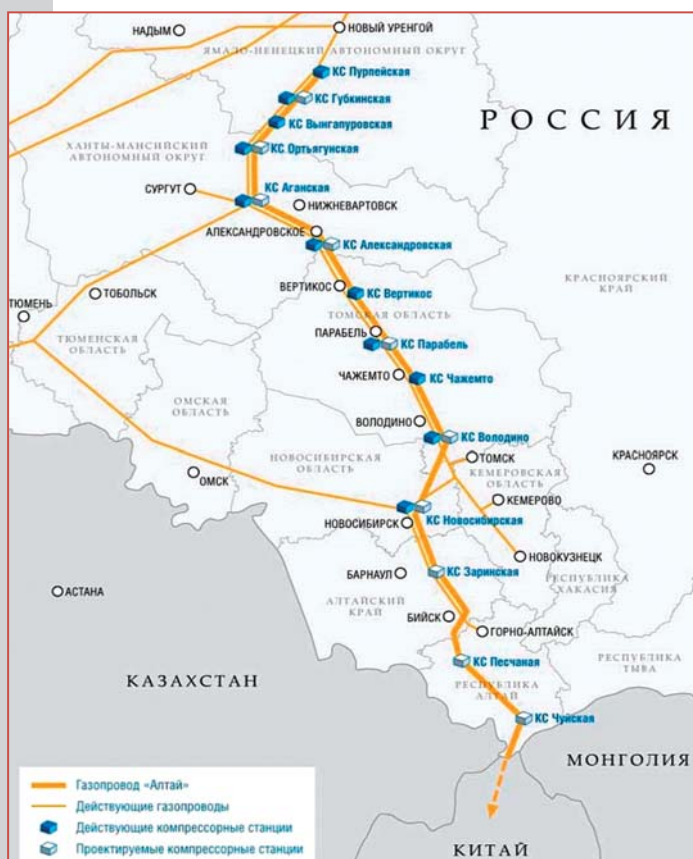 НАДЫМ
НОВЫЙ УРЕНГОЙ
ЯМАЛО-НЕНЕЦКИЙ АВТОНОМНЫЙ ОКРУГ
КС Пурпейская
КС Губкинская
КС Вынгапуровская
РОССИЯ
ХАНТЫ-МАНСИЙСКИЙ
АВТОНОМНЫЙ ОКРУГ
КС Ортьягунская
СУРГУТ
КС Аганская
НИЖНЕВАРТОВСК
АЛЕКСАНДРОВСКОЕ
КС Александровская
КРАСНОЯРСКИЙ
КРАЙ
ТОБОЛЬСК
ВЕРТИКОС
КС Вертикос
ТЮМЕНЬ
ТОМСКАЯ ОБЛАСТЬ
ПАРАБЕЛЬ
КС Парабель
ТЮМЕНСКАЯ
ОБЛАСТЬ
ЧАЖЕМТО
КС Чажемто
ОМСКАЯ
ОБЛАСТЬ
ВОЛОДИНО
КС Володино
НОВОСИБИРСКАЯ
ОБЛАСТЬ
ТОМСК
КРАСНОЯРСК
КЕМЕРОВСКАЯ
ОБЛАСТЬ
ОМСК
КЕМЕРОВО
НОВОСИБИРСК
КС Новосибирская
НОВОКУЗНЕЦК
БАРНАУЛ
КС Заринская
РЕСПУБЛИКА
ХАКАСИЯ
АСТАНА
АЛТАЙСКИЙ
КРАЙ
БИЙСК
ГОРНО-АЛТАЙСК
КС Песчаная
РЕСПУБЛИКА
ТЫВА
КАЗАХСТАН
РЕСПУБЛИКА
АЛТАЙ
КС Чуйская
МОНГОЛИЯ
Газопровод «Алтай»
Действующие газопроводы
Действующие компрессорные станции
Проектируемые компрессорные станции
КИТАЙ